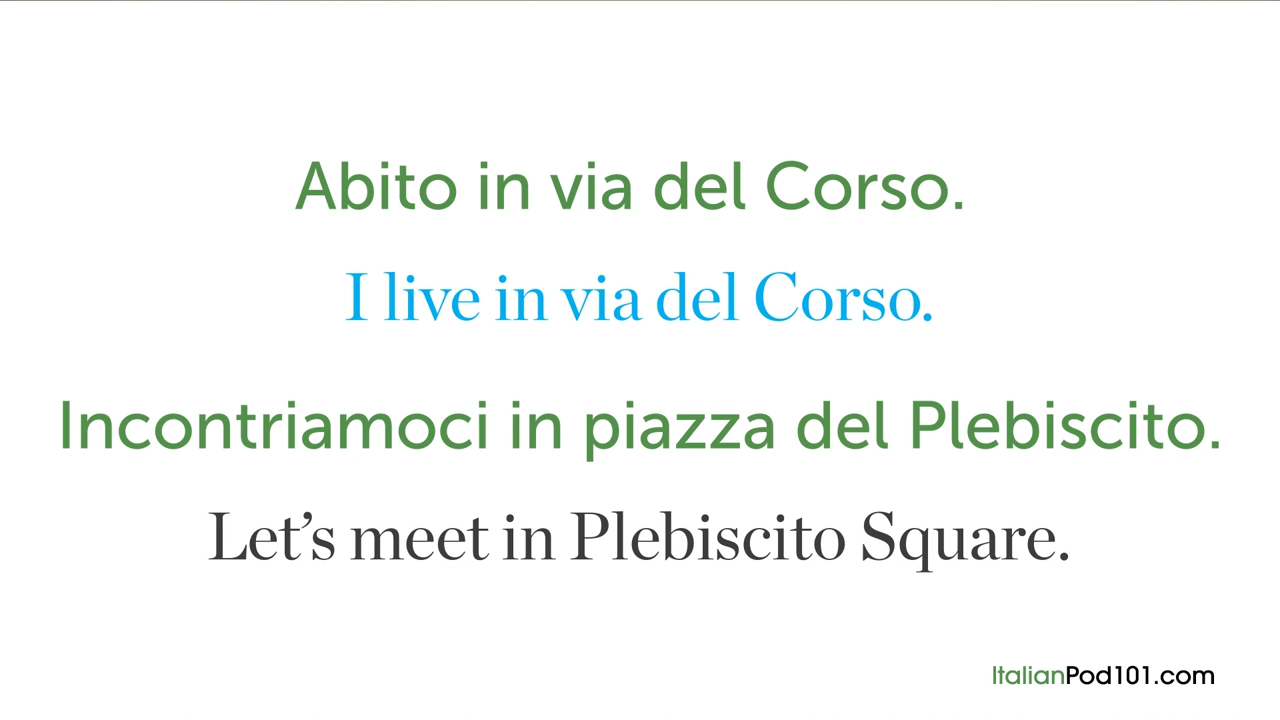 Abito in via del Corso.
I live in via del Corso.
Incontriamoci in piazza del Plebiscito.
Let’s meet in Plebiscito Square.
ItalianPod101.com